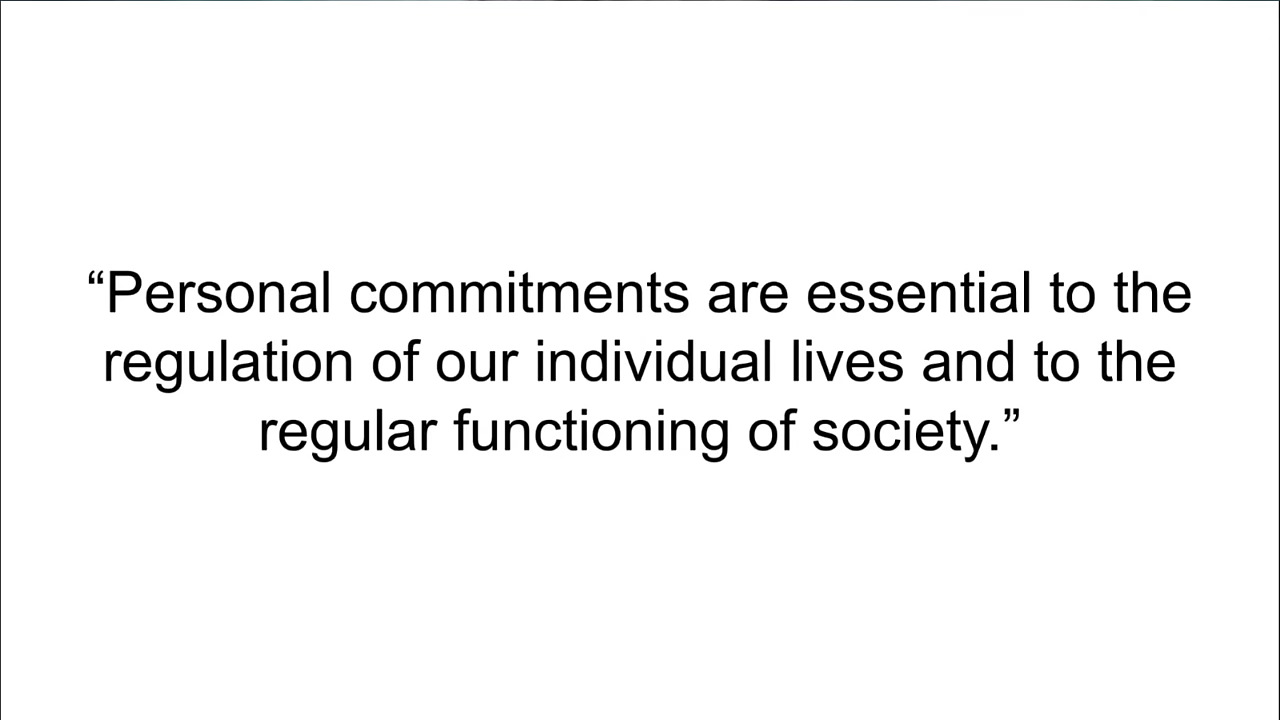 “Personal commitments are essential to the
regulation of our individual lives and to the
regular functioning of society.”